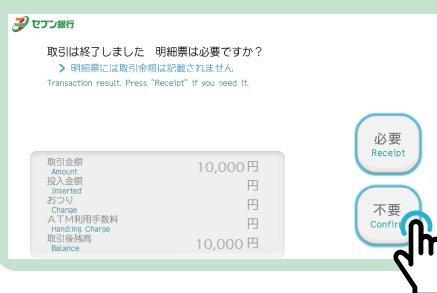 セブン銀行
取引は終了しました　明細票は必要ですか？
明細票には取引金額は記載されません
Transaction result. Press "Receipt" if you need it.
必要
Receipt
取引金額 10,000円
Amount
投入金額 円
Inserted
おつり 円
Change
ATM利用手数料 円
Handling Charge
取引後残高 10,000円
Balance
不要